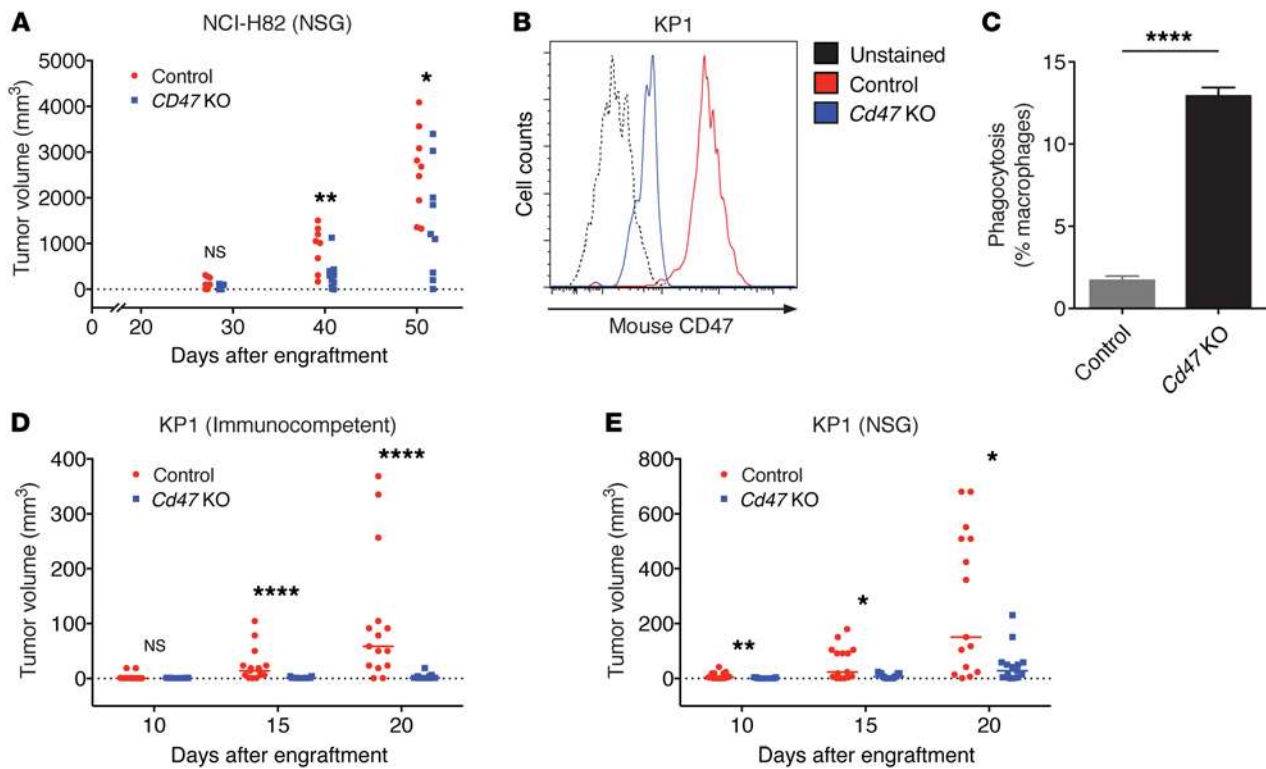 A
NCI-H82 (NSG)
Tumor volume (mm³)
5000
4000
3000
2000
1000
0
Control
CD47 KO
NS
**
*
0
20
30
40
50
Days after engraftment
B
KP1
Cell counts
Mouse CD47
Unstained
Control
Cd47 KO
C
****
Phagocytosis
(% macrophages)
15
10
5
0
Control
Cd47 KO
D
KP1 (Immunocompetent)
Tumor volume (mm³)
400
300
200
100
0
Control
Cd47 KO
NS
****
****
10
15
20
Days after engraftment
E
KP1 (NSG)
Tumor volume (mm³)
800
600
400
200
0
Control
Cd47 KO
**
*
*
10
15
20
Days after engraftment